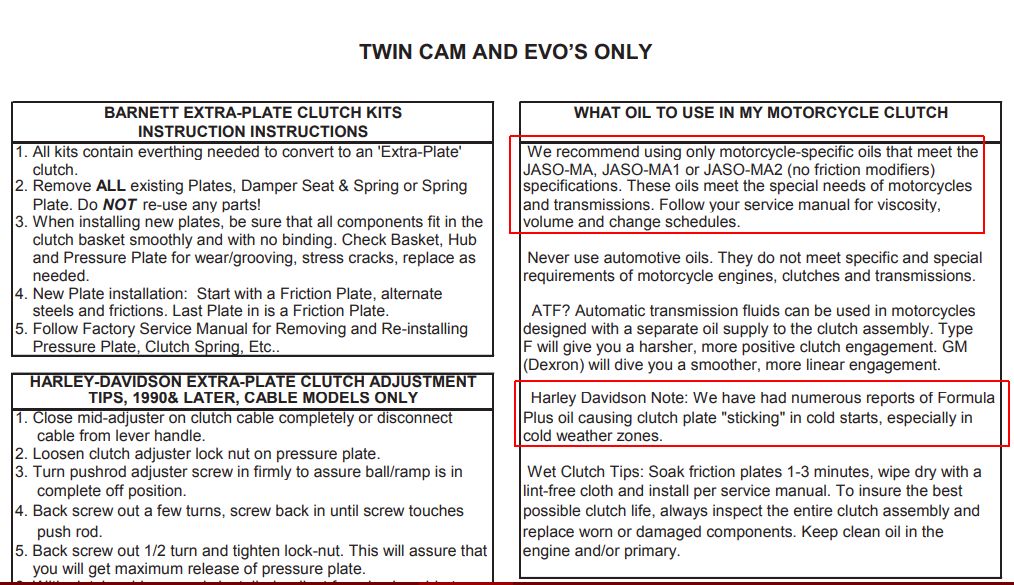 TWIN CAM AND EVO'S ONLY
BARNETT EXTRA-PLATE CLUTCH KITS
INSTRUCTION INSTRUCTIONS
1. All kits contain everthing needed to convert to an 'Extra-Plate'
clutch.
2. Remove ALL existing Plates, Damper Seat & Spring or Spring
Plate. Do NOT re-use any parts!
3. When installing new plates, be sure that all components fit in the
clutch basket smoothly and with no binding. Check Basket, Hub
and Pressure Plate for wear/grooving, stress cracks, replace as
needed.
4. New Plate installation: Start with a Friction Plate, alternate
steels and frictions. Last Plate in is a Friction Plate.
5. Follow Factory Service Manual for Removing and Re-installing
Pressure Plate, Clutch Spring, Etc..
HARLEY-DAVIDSON EXTRA-PLATE CLUTCH ADJUSTMENT
TIPS, 1990& LATER, CABLE MODELS ONLY
1. Close mid-adjuster on clutch cable completely or disconnect
cable from lever handle.
2. Loosen clutch adjuster lock nut on pressure plate.
3. Turn pushrod adjuster screw in firmly to assure ball/ramp is in
complete off position.
4. Back screw out a few turns, screw back in until screw touches
push rod.
5. Back screw out 1/2 turn and tighten lock-nut. This will assure that
you will get maximum release of pressure plate.
WHAT OIL TO USE IN MY MOTORCYCLE CLUTCH
We recommend using only motorcycle-specific oils that meet the
JASO-MA, JASO-MA1 or JASO-MA2 (no friction modifiers)
specifications. These oils meet the special needs of motorcycles
and transmissions. Follow your service manual for viscosity,
volume and change schedules.
Never use automotive oils. They do not meet specific and special
requirements of motorcycle engines, clutches and transmissions.
ATF? Automatic transmission fluids can be used in motorcycles
designed with a separate oil supply to the clutch assembly. Type
F will give you a harsher, more positive clutch engagement. GM
(Dexron) will dive you a smoother, more linear engagement.
Harley Davidson Note: We have had numerous reports of Formula
Plus oil causing clutch plate "sticking" in cold starts, especially in
cold weather zones.
Wet Clutch Tips: Soak friction plates 1-3 minutes, wipe dry with a
lint-free cloth and install per service manual. To insure the best
possible clutch life, always inspect the entire clutch assembly and
replace worn or damaged components. Keep clean oil in the
engine and/or primary.